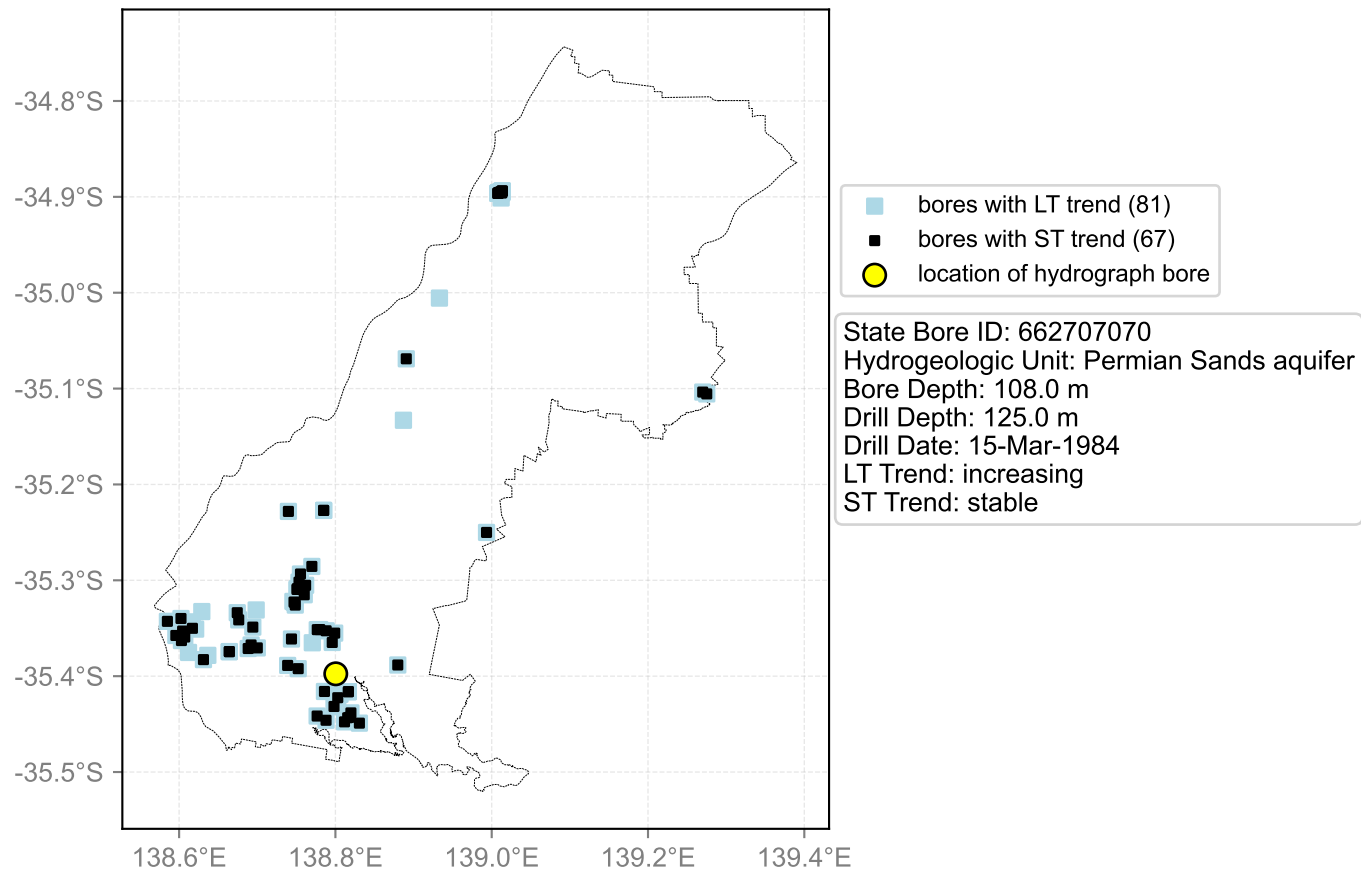 -34.8°S
-34.9°S
-35.0°S
-35.1°S
-35.2°S
-35.3°S
-35.4°S
-35.5°S
138.6°E
138.8°E
139.0°E
139.2°E
139.4°E
bores with LT trend (81)
bores with ST trend (67)
location of hydrograph bore
State Bore ID: 662707070
Hydrogeologic Unit: Permian Sands aquifer
Bore Depth: 108.0 m
Drill Depth: 125.0 m
Drill Date: 15-Mar-1984
LT Trend: increasing
ST Trend: stable